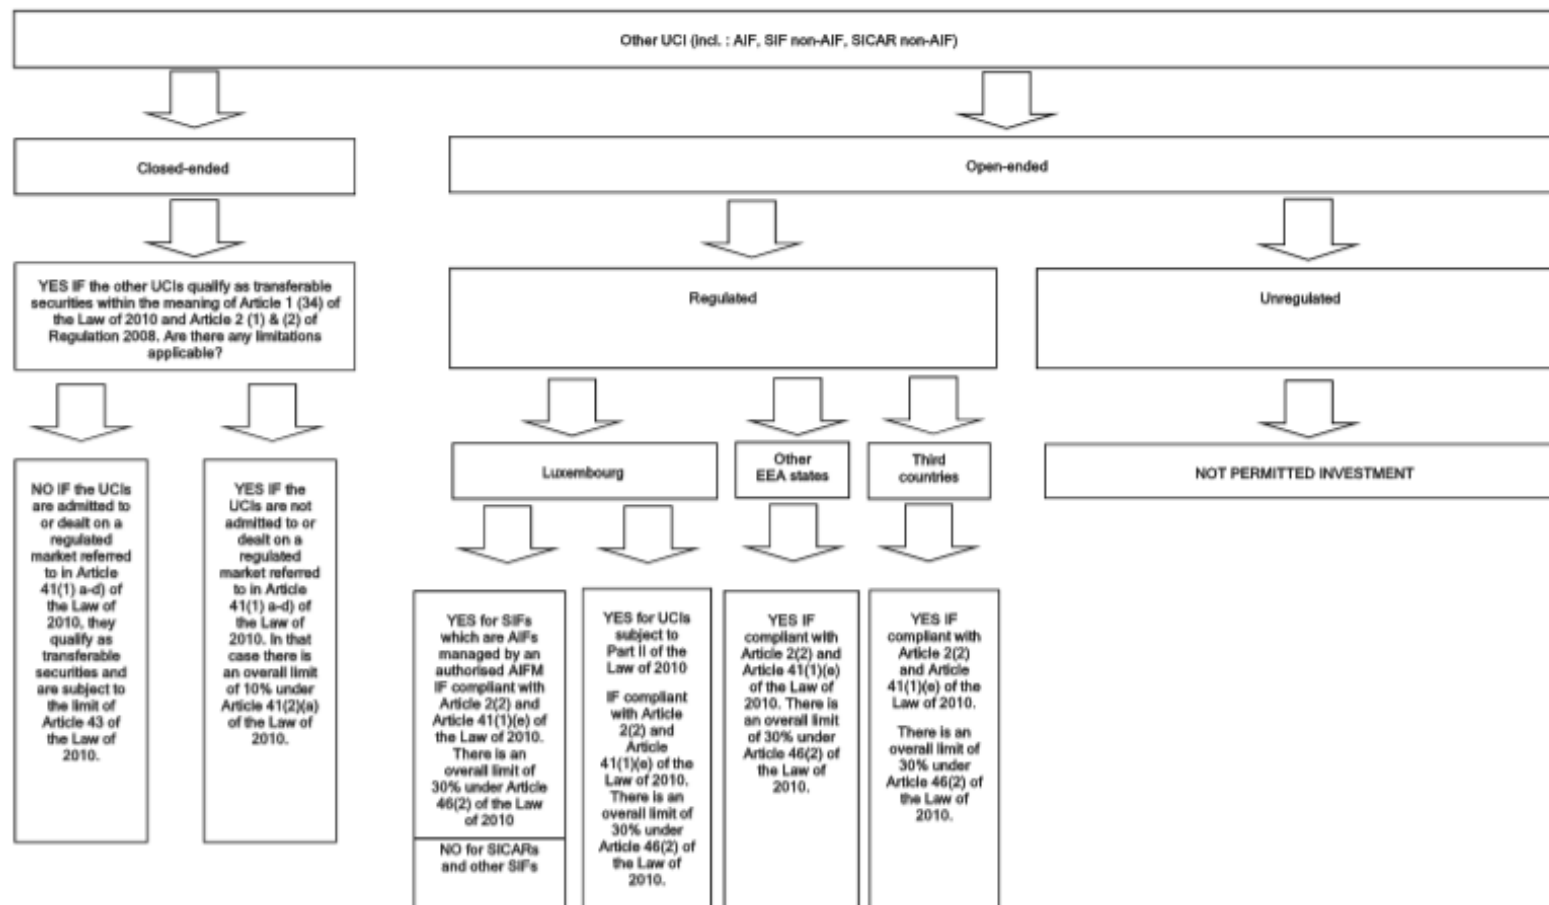 Other UCI (incl. : AIF, SIF non-AIF, SICAR non-AIF)
Closed-ended
Open-ended
YES IF the other UCIs qualify as transferable
securities within the meaning of Article 1 (34) of
the Law of 2010 and Article 2 (1) & (2) of
Regulation 2008. Are there any limitations
applicable?
Regulated
Unregulated
Luxembourg
Other
EEA states
Third
countries
NOT PERMITTED INVESTMENT
NO IF the UCIs
are admitted to
or dealt on a
regulated
market referred
to in Article
41(1) a-d) of
the Law of
2010, they
qualify as
transferable
securities and
are subject to
the limit of
Article 43 of
the Law of
2010.
YES IF the
UCIs are not
admitted to or
dealt on a
regulated
market referred
to in Article
41(1) a-d) of
the Law of
2010. In that
case there is
an overall limit
of 10% under
Article 41(2)(a)
of the Law of
2010.
YES for SIFs
which are AIFs
managed by an
authorised AIFM
IF compliant with
Article 2(2) and
Article 41(1)(e) of
the Law of 2010.
There is an
overall limit of
30% under Article
46(2) of the Law
of 2010
NO for SICARs
and other SIFs
YES for UCIs
subject to
Part II of the
Law of 2010
IF compliant
with Article
2(2) and
Article
41(1)(e) of the
Law of 2010.
There is an
overall limit of
30% under
Article 46(2) of
the Law of
2010.
YES IF
compliant with
Article 2(2) and
Article 41(1)(e)
of the Law of
2010. There is
an overall limit
of 30% under
Article 46(2) of
the Law of
2010.
YES IF
compliant with
Article 2(2)
and Article
41(1)(e) of the
Law of 2010.
There is an
overall limit of
30% under
Article 46(2) of
the Law of
2010.